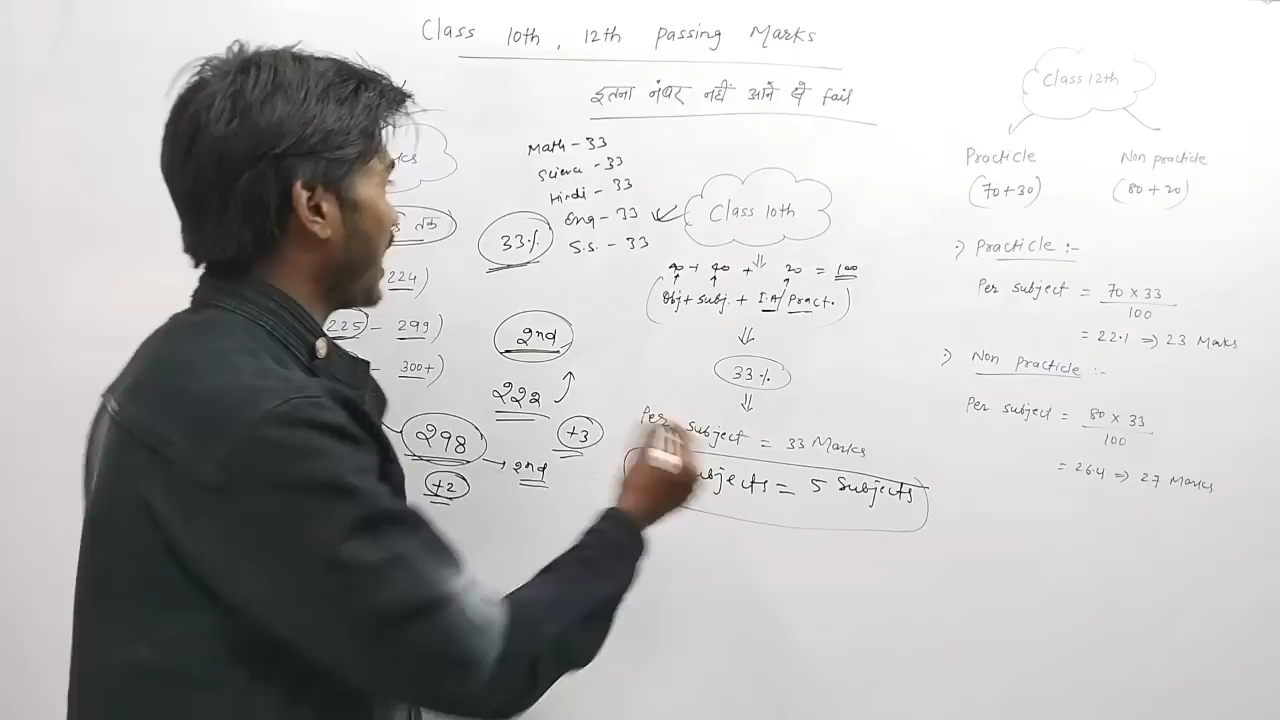 Class 10th, 12th Passing Marks
इतना नंबर नहीं आने पे fail
तक
224)
225 - 299)
- 300+)
298
+2
→ 2nd
33%
2nd
222
+3
Math - 33
Science - 33
Hindi - 33
Eng - 33
S.S. - 33
Class 10th
⇓
40 + 40 + 20 = 100
(Obj + Subj. + I.A/Pract.)
⇓
33%
⇓
Per Subject = 33 Marks
ubjects = 5 Subjects
Class 12th
Practicle
(70+30)
Non practicle
(80+20)
:) Practicle :-
Per subject = 70 x 33
100
= 22.1 ⇒ 23 Marks
:) Non practicle :-
Per subject = 80 x 33
100
= 26.4 ⇒ 27 Marks